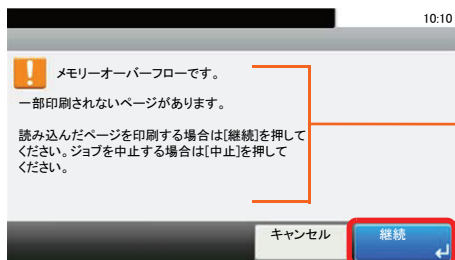 10:10
メモリーオーバーフローです。
一部印刷されないページがあります。
読み込んだページを印刷する場合は[継続]を押して
ください。ジョブを中止する場合は[中止]を押して
ください。
キャンセル
継続